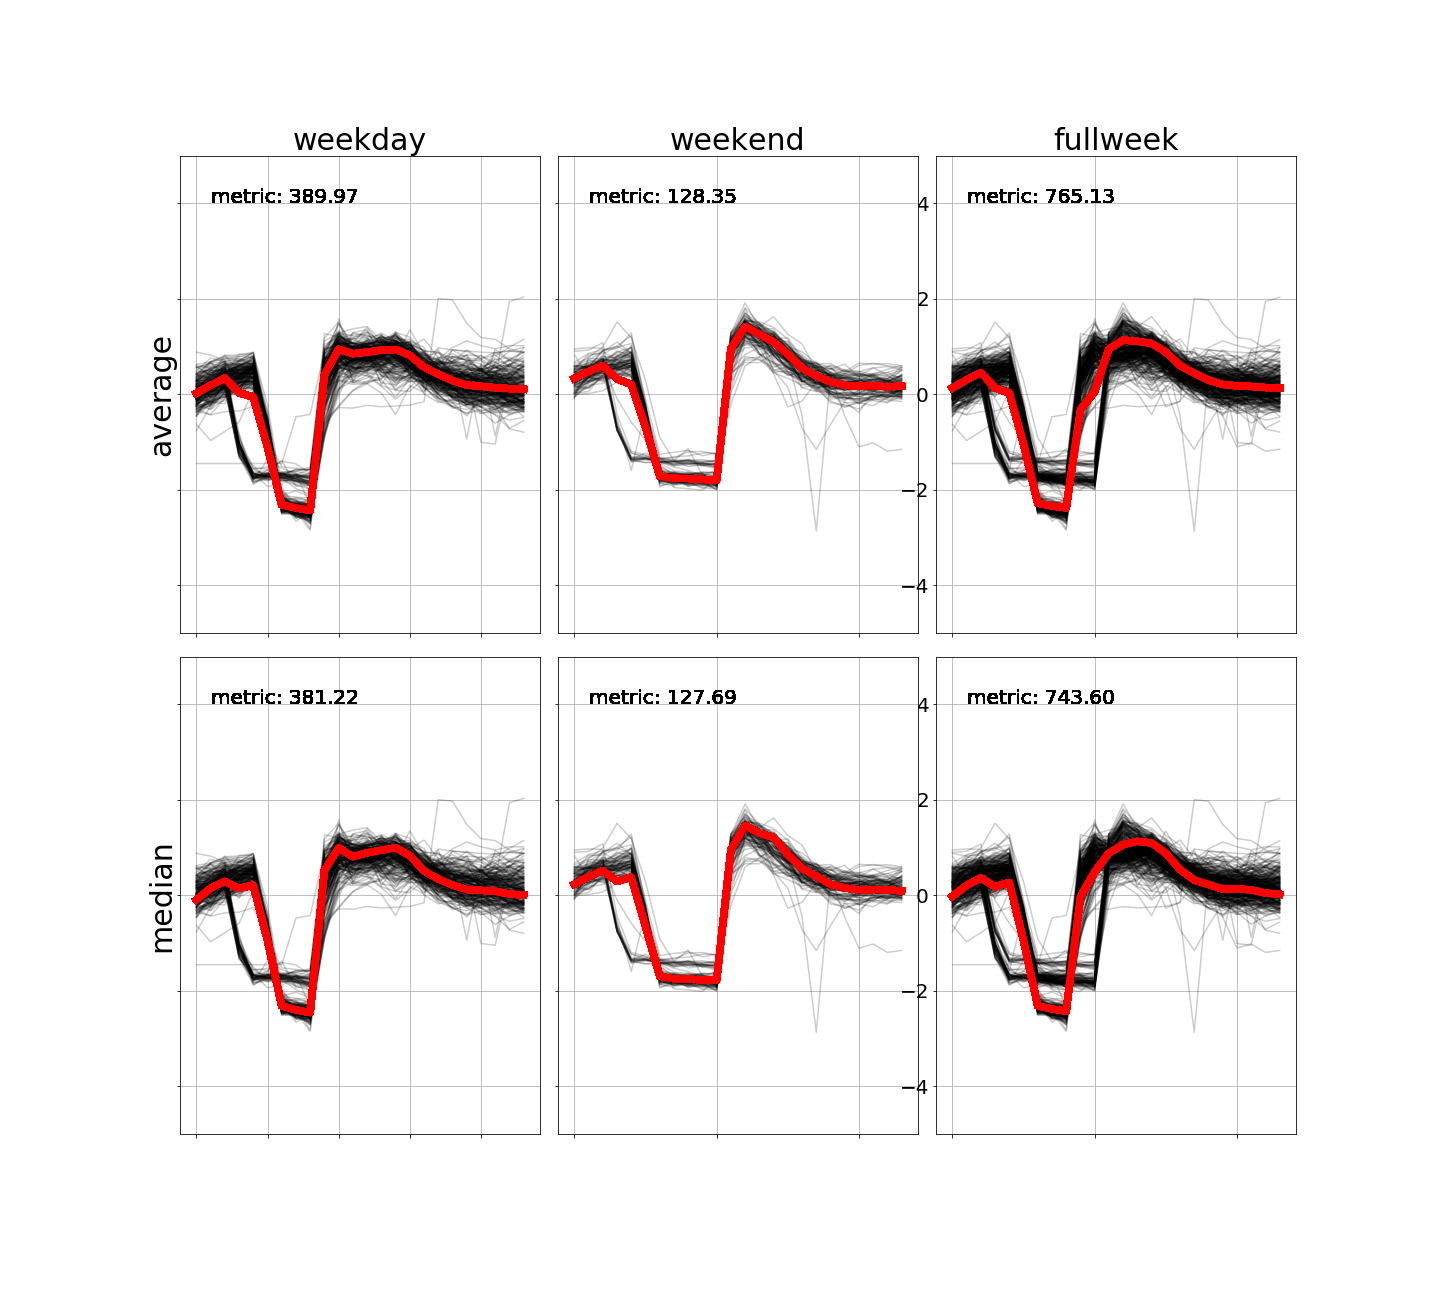 weekday weekend fullweek
metric: 389.97 metric: 128.35 metric: 765.13
4
2
0
−2
−4
average
metric: 381.22 metric: 127.69 metric: 743.60
4
2
0
−2
−4
median